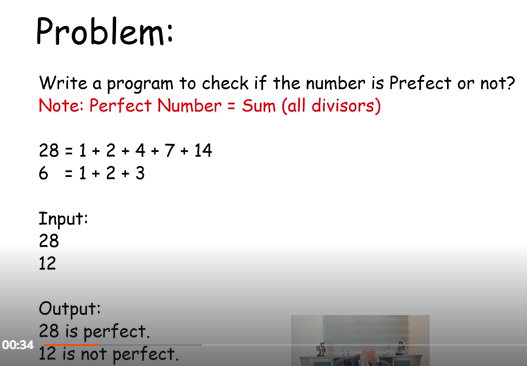 Problem:
Write a program to check if the number is Prefect or not?
Note: Perfect Number = Sum (all divisors)
28 = 1 + 2 + 4 + 7 + 14
6 = 1 + 2 + 3
Input:
28
12
Output:
28 is perfect.
00:34
12 is not perfect.